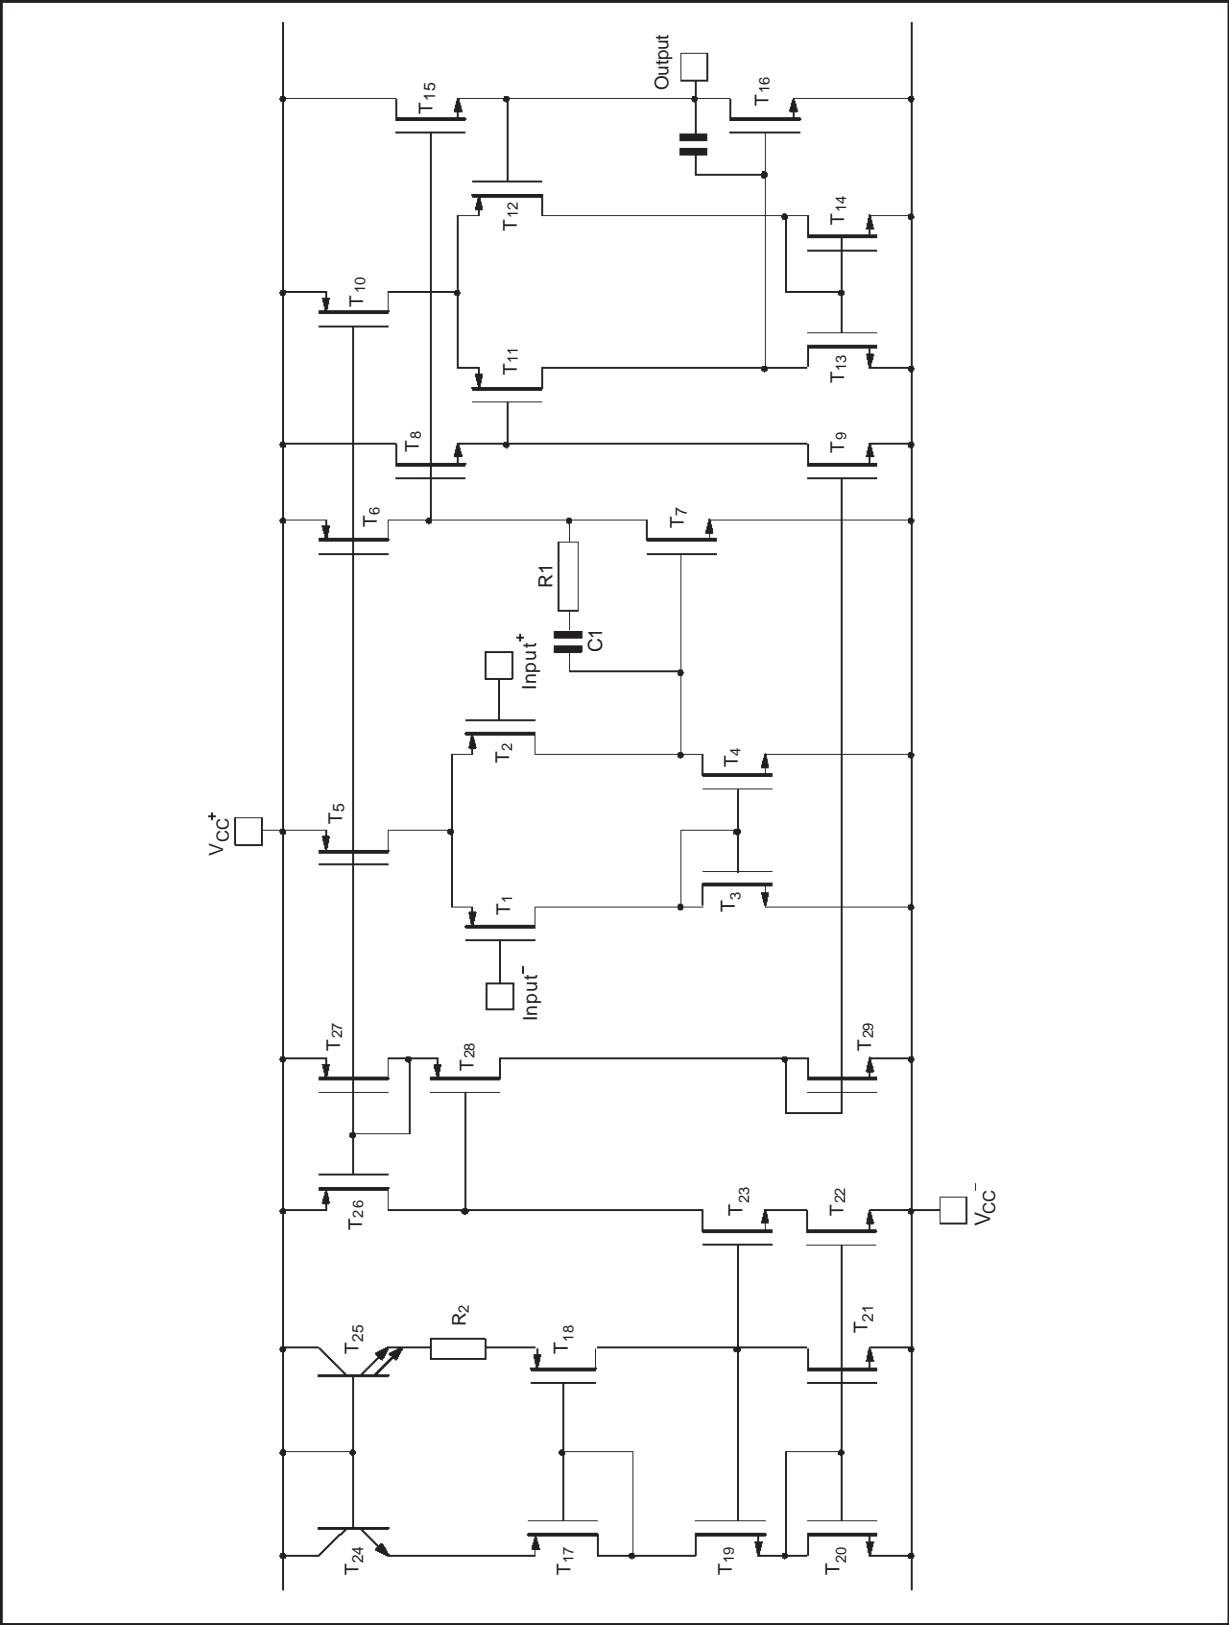 T24
T25
R2
T17
T18
T19
T20
T21
T26
T27
T28
T23
T22
T29
VCC−
VCC+
T5
Input−
T1
T2
Input+
T3
T4
C1
R1
T6
T7
T8
T9
T10
T11
T12
T13
T14
T15
T16
Output